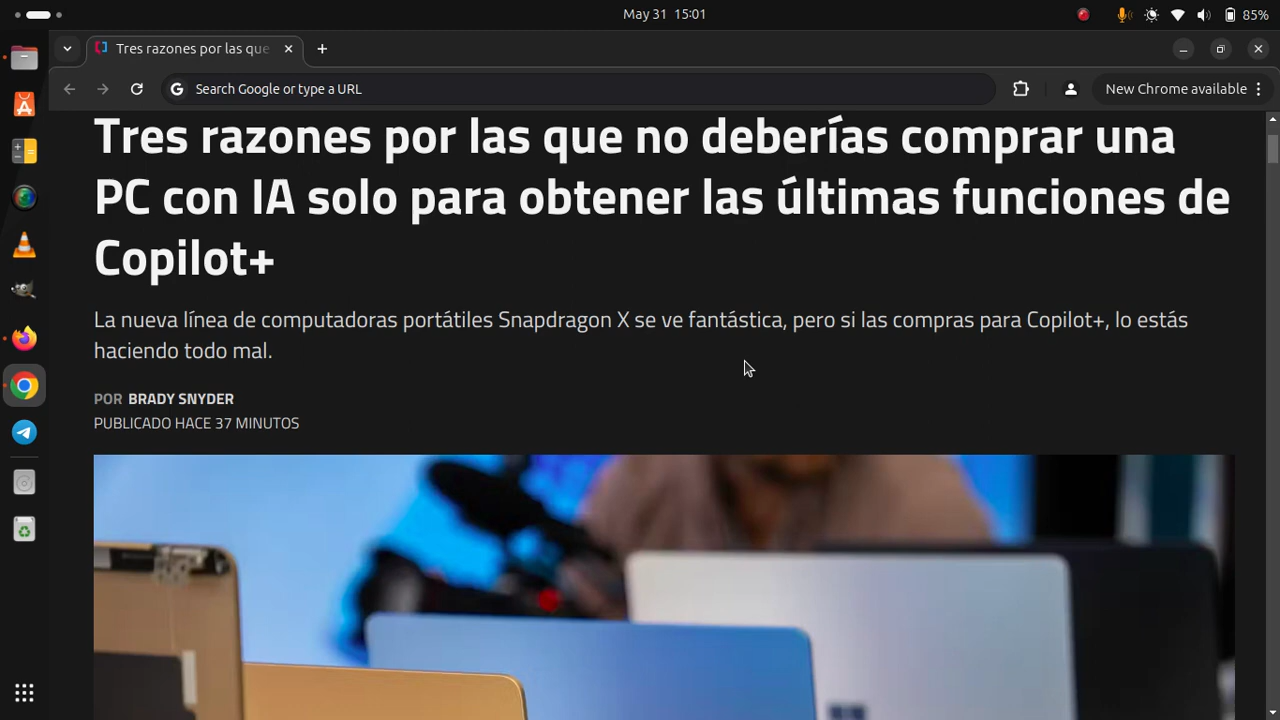 May 31 15:01
85%
Tres razones por las que
Search Google or type a URL
New Chrome available
Tres razones por las que no deberías comprar una
PC con IA solo para obtener las últimas funciones de
Copilot+
La nueva línea de computadoras portátiles Snapdragon X se ve fantástica, pero si las compras para Copilot+, lo estás
haciendo todo mal.
POR BRADY SNYDER
PUBLICADO HACE 37 MINUTOS